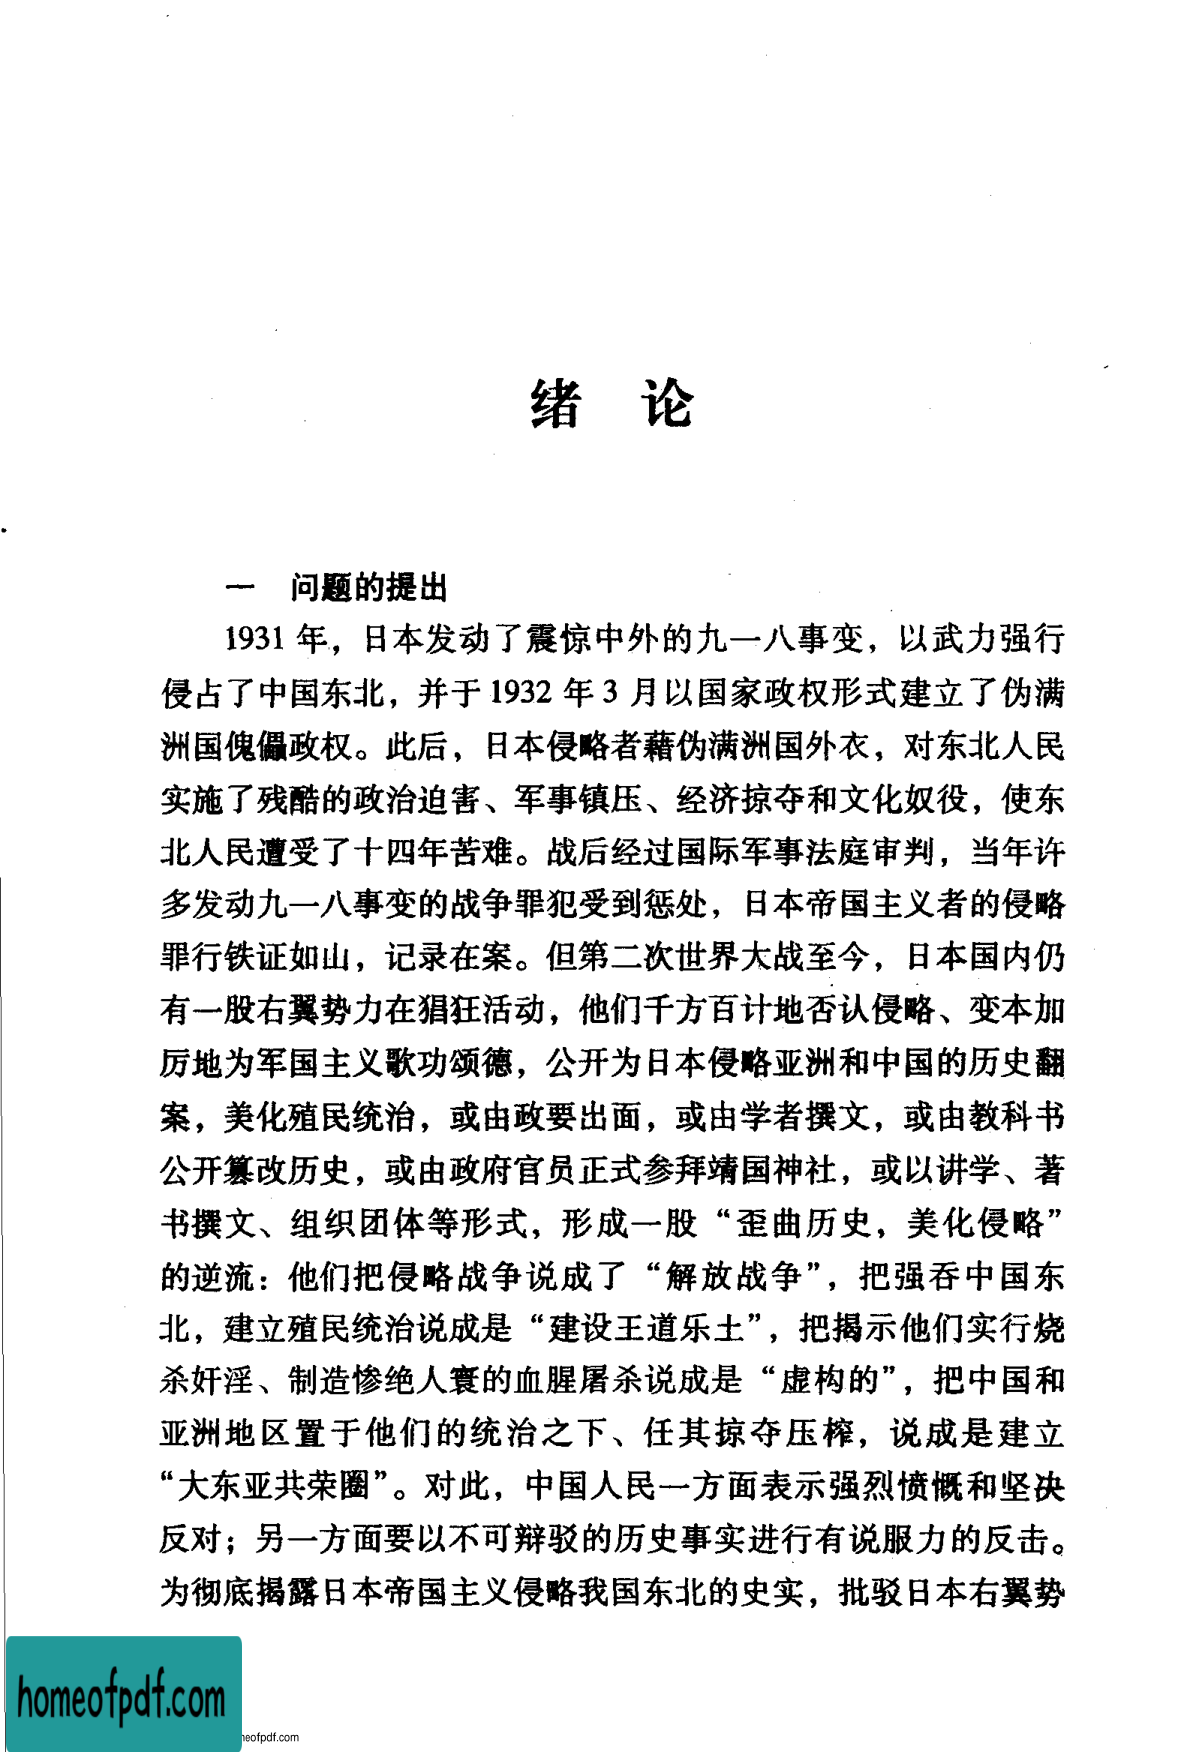 绪 论
一 问题的提出
1931 年，日本发动了震惊中外的九一八事变，以武力强行
侵占了中国东北，并于 1932 年 3 月以国家政权形式建立了伪满
洲国傀儡政权。此后，日本侵略者藉伪满洲国外衣，对东北人民
实施了残酷的政治迫害、军事镇压、经济掠夺和文化奴役，使东
北人民遭受了十四年苦难。战后经过国际军事法庭审判，当年许
多发动九一八事变的战争罪犯受到惩处，日本帝国主义者的侵略
罪行铁证如山，记录在案。但第二次世界大战至今，日本国内仍
有一股右翼势力在猖狂活动，他们千方百计地否认侵略、变本加
厉地为军国主义歌功颂德，公开为日本侵略亚洲和中国的历史翻
案，美化殖民统治，或由政要出面，或由学者撰文，或由教科书
公开篡改历史，或由政府官员正式参拜靖国神社，或以讲学、著
书撰文、组织团体等形式，形成一股“歪曲历史，美化侵略”
的逆流：他们把侵略战争说成了“解放战争”，把强吞中国东
北，建立殖民统治说成是“建设王道乐土”，把揭示他们实行烧
杀奸淫、制造惨绝人寰的血腥屠杀说成是“虚构的”，把中国和
亚洲地区置于他们的统治之下、任其掠夺压榨，说成是建立
“大东亚共荣圈”。对此，中国人民一方面表示强烈愤慨和坚决
反对；另一方面要以不可辩驳的历史事实进行有说服力的反击。
为彻底揭露日本帝国主义侵略我国东北的史实，批驳日本右翼势
homeofpdf.com
neofpdf.com